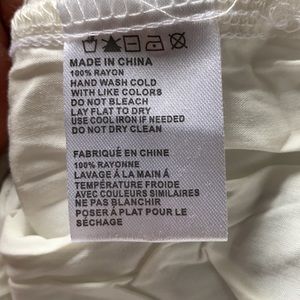 MADE IN CHINA
100% RAYON
HAND WASH COLD
WITH LIKE COLORS
DO NOT BLEACH
LAY FLAT TO DRY
USE COOL IRON IF NEEDED
DO NOT DRY CLEAN
FABRIQUÉ EN CHINE
100% RAYONNE
LAVAGE À LA MAIN À
TEMPÉRATURE FROIDE
AVEC COULEURS SIMILAIRES
NE PAS BLANCHIR
POSER À PLAT POUR LE
SÉCHAGE